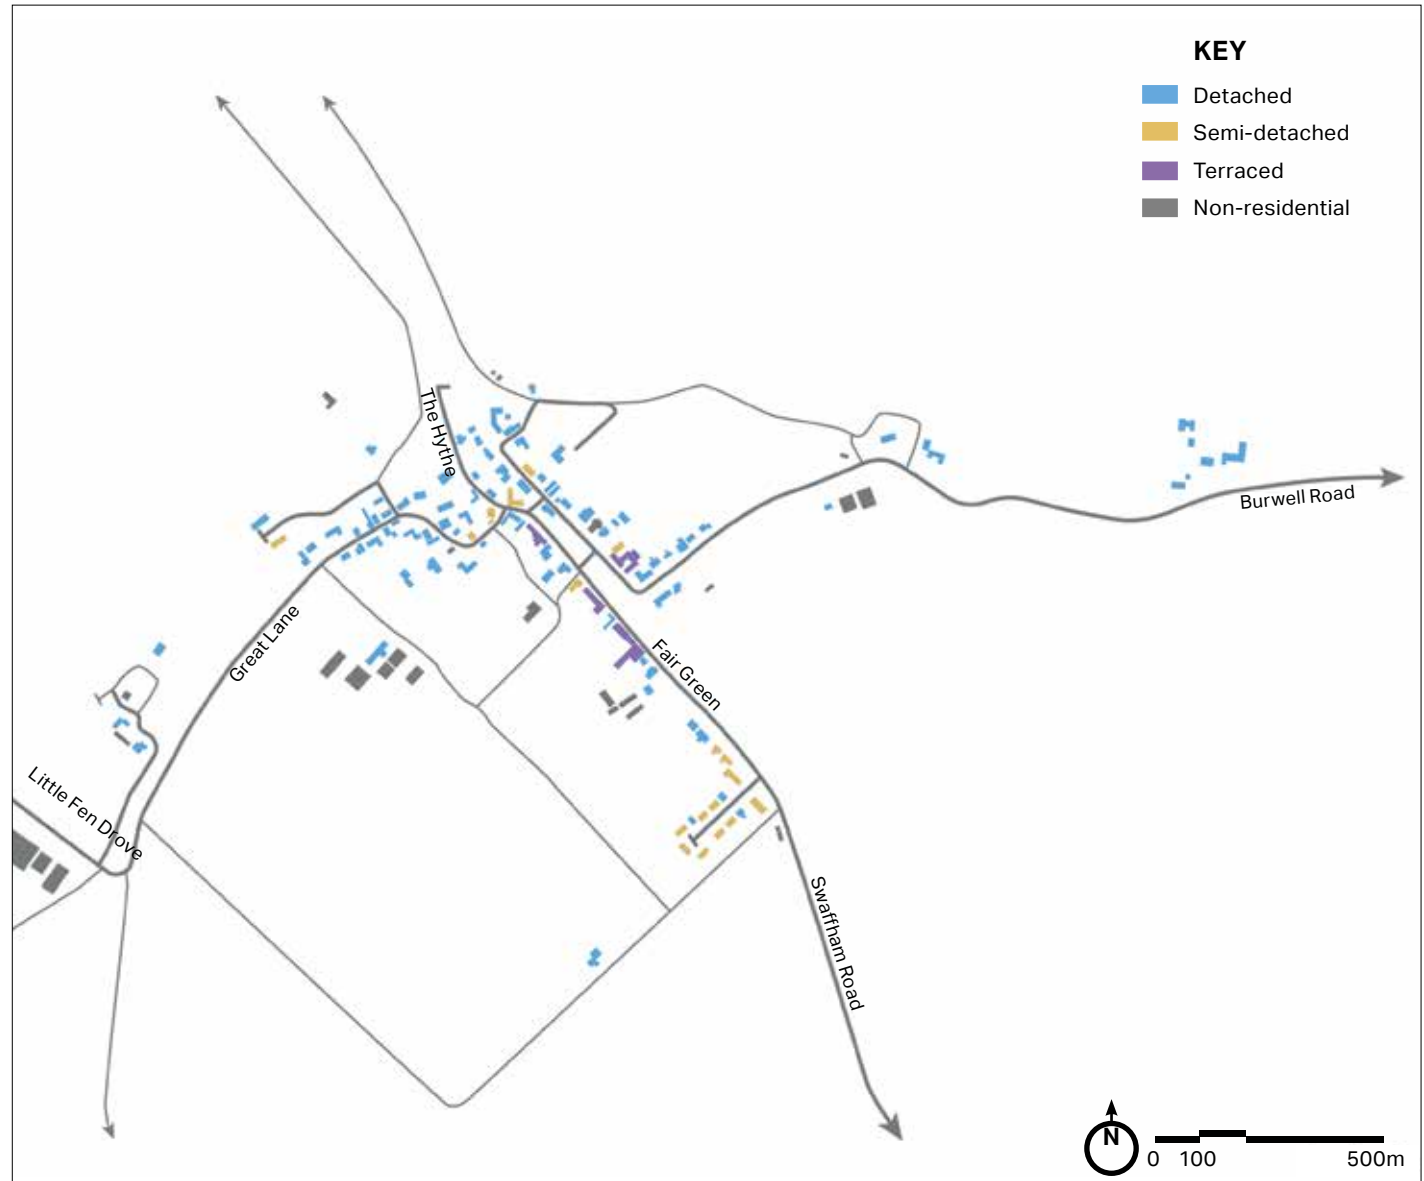 KEY
Detached
Semi-detached
Terraced
Non-residential
The Hythe
Burwell Road
Great Lane
Fair Green
Little Fen Drove
Swaffham Road
N
0 100 500m